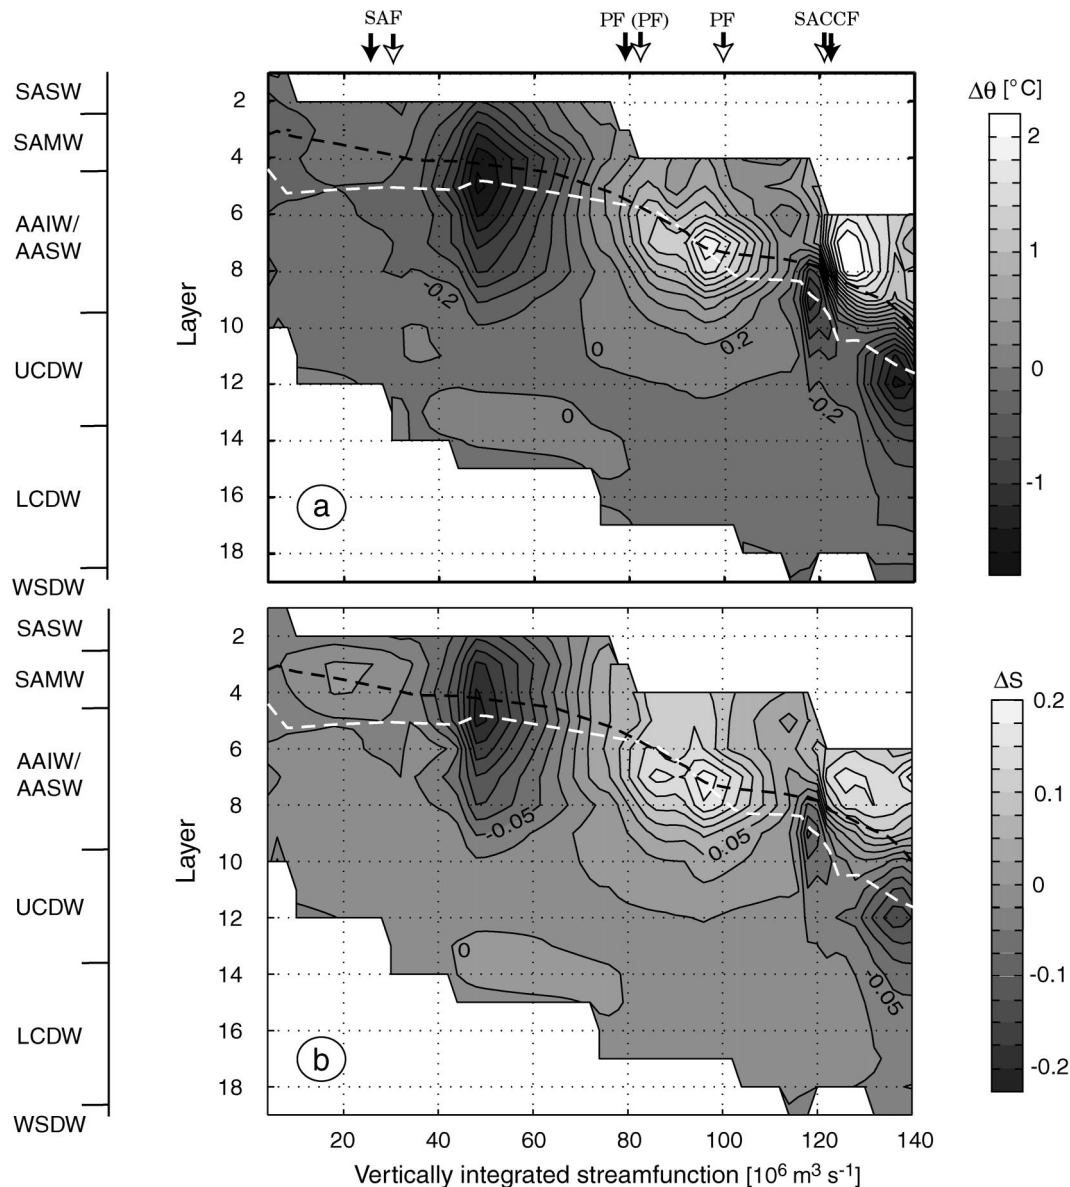 SAF PF (PF) PF SACCF
SASW
SAMW
AAIW/
AASW
UCDW
LCDW
WSDW
Layer
2
4
6
8
10
12
14
16
18
-0.2
0
0.2
0
-0.2
a
Δθ [°C]
2
1
0
-1
SASW
SAMW
AAIW/
AASW
UCDW
LCDW
WSDW
Layer
2
4
6
8
10
12
14
16
18
-0.05
0.05
0
-0.05
b
ΔS
0.2
0.1
0
-0.1
-0.2
20 40 60 80 100 120 140
Vertically integrated streamfunction [10⁶ m³ s⁻¹]